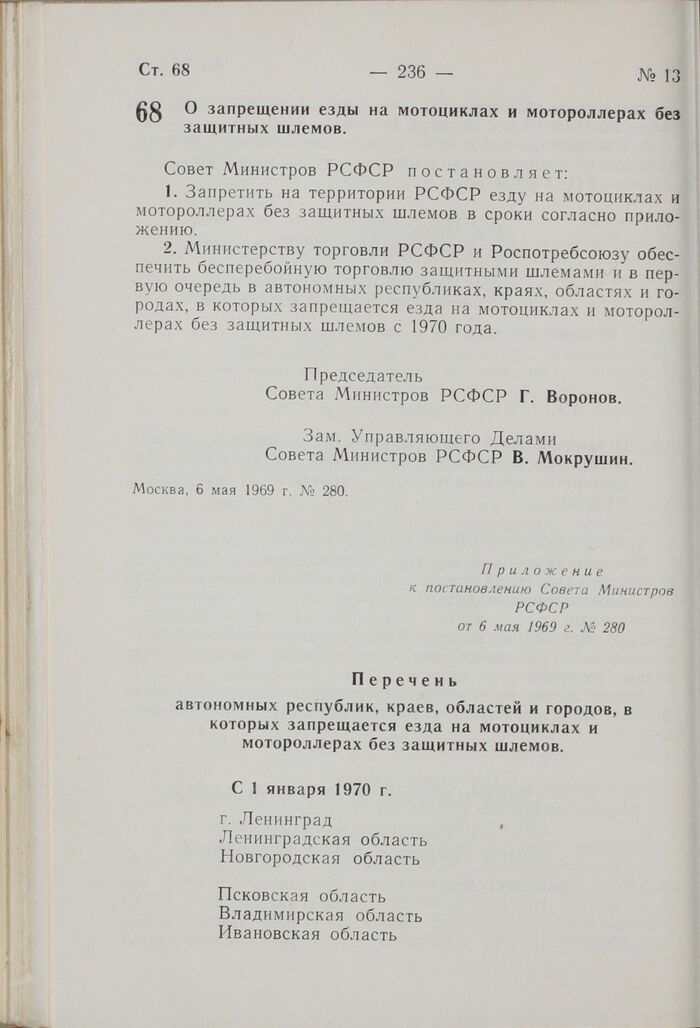 Ст. 68
— 236 —
№ 13
68 О запрещении езды на мотоциклах и мотороллерах без
защитных шлемов.
Совет Министров РСФСР постановляет:
1. Запретить на территории РСФСР езду на мотоциклах и
мотороллерах без защитных шлемов в сроки согласно прило-
жению.
2. Министерству торговли РСФСР и Роспотребсоюзу обес-
печить бесперебойную торговлю защитными шлемами и в пер-
вую очередь в автономных республиках, краях, областях и го-
родах, в которых запрещается езда на мотоциклах и моторол-
лерах без защитных шлемов с 1970 года.
Председатель
Совета Министров РСФСР Г. Воронов.
Зам. Управляющего Делами
Совета Министров РСФСР В. Мокрушин.
Москва, 6 мая 1969 г. № 280.
Приложение
к постановлению Совета Министров
РСФСР
от 6 мая 1969 г. № 280
Перечень
автономных республик, краев, областей и городов, в
которых запрещается езда на мотоциклах и
мотороллерах без защитных шлемов.
С 1 января 1970 г.
г. Ленинград
Ленинградская область
Новгородская область
Псковская область
Владимирская область
Ивановская область